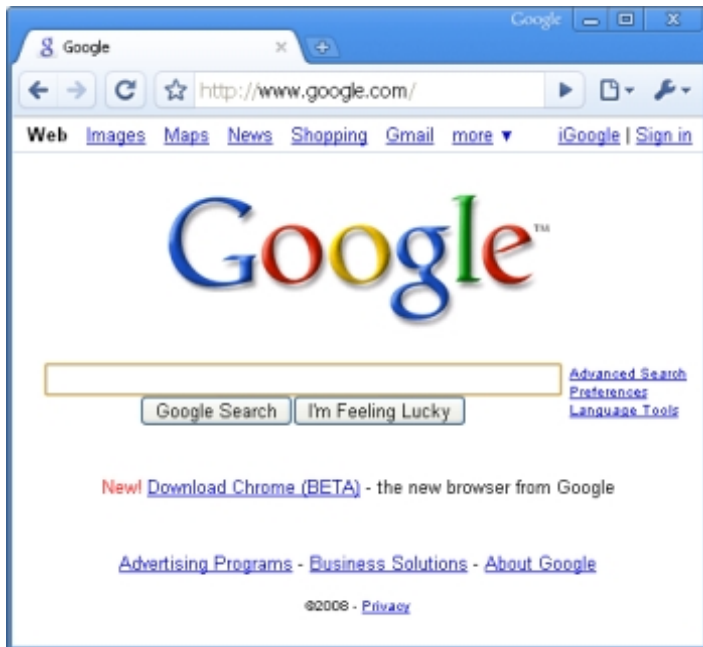 Google
Google
http://www.google.com/
Web Images Maps News Shopping Gmail more ▼ iGoogle | Sign in
Google™
Advanced Search
Preferences
Language Tools
Google Search I'm Feeling Lucky
New! Download Chrome (BETA) - the new browser from Google
Advertising Programs - Business Solutions - About Google
©2008 - Privacy